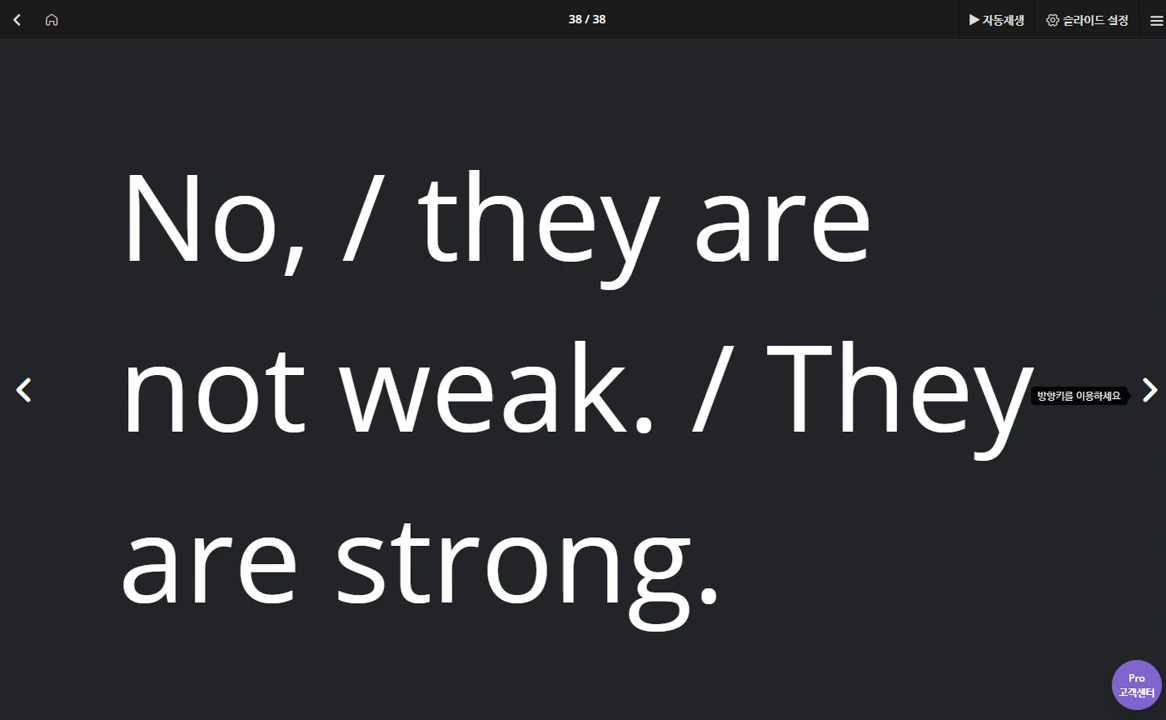 38 / 38
▶ 자동재생
슬라이드 설정
No, / they are
not weak. / They
방향키를 이용하세요
are strong.
Pro
고객센터